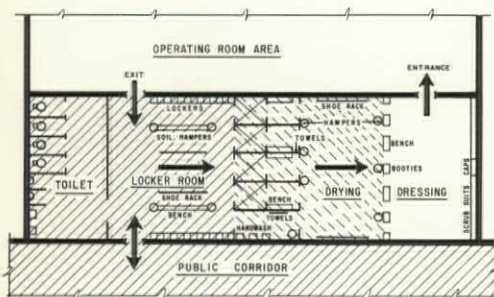 OPERATING ROOM AREA
EXIT
ENTRANCE
LOCKERS
SHOE RACK
HAMPERS
SOIL. HAMPERS
TOWELS
BENCH
TOILET
LOCKER ROOM
BOOTIES
DRYING
DRESSING
SHOE RACK
BENCH
BENCH
TOWELS
HANDWASH
SCRUB SUITS CAPS
PUBLIC CORRIDOR